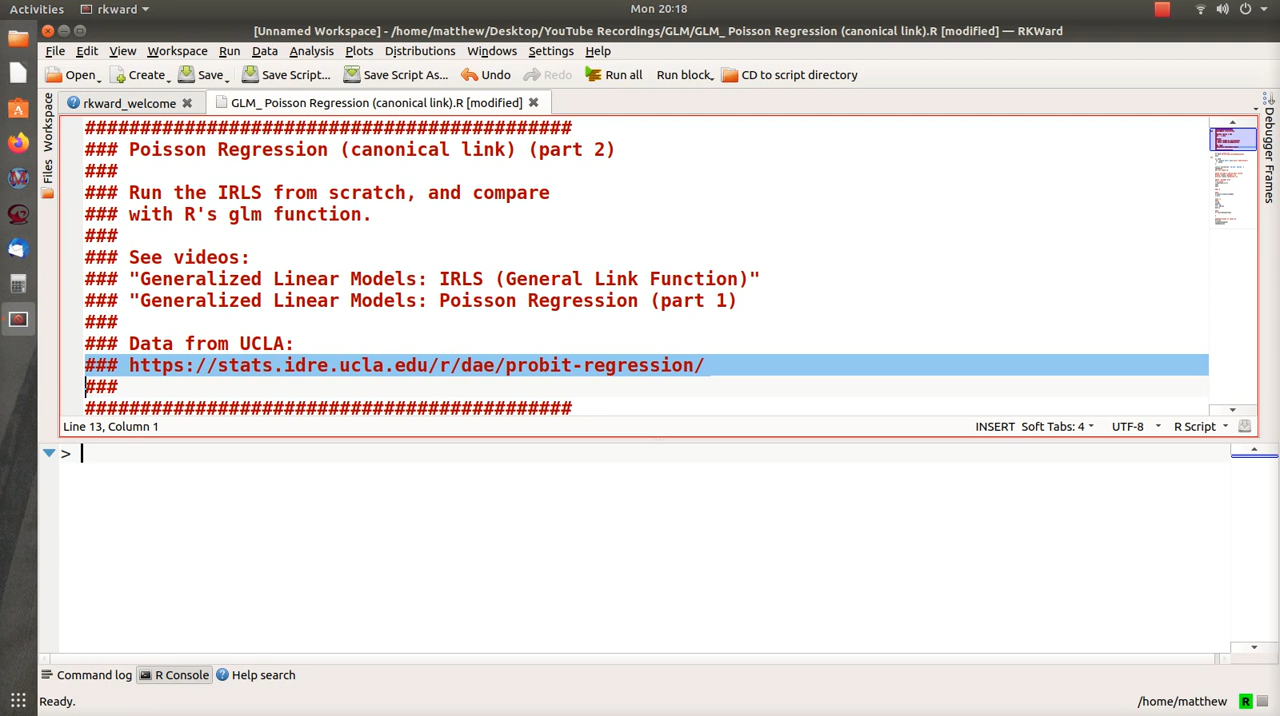 Activities rkward Mon 20:18
[Unnamed Workspace] - /home/matthew/Desktop/YouTube Recordings/GLM/GLM_ Poisson Regression (canonical link).R [modified] — RKWard
File Edit View Workspace Run Data Analysis Plots Distributions Windows Settings Help
Open Create Save Save Script... Save Script As... Undo Redo Run all Run block CD to script directory
rkward_welcome GLM_ Poisson Regression (canonical link).R [modified]
Workspace
Files
Debugger Frames
############################################
### Poisson Regression (canonical link) (part 2)
###
### Run the IRLS from scratch, and compare
### with R's glm function.
###
### See videos:
### "Generalized Linear Models: IRLS (General Link Function)"
### "Generalized Linear Models: Poisson Regression (part 1)
###
### Data from UCLA:
### https://stats.idre.ucla.edu/r/dae/probit-regression/
###
############################################
Line 13, Column 1 INSERT Soft Tabs: 4 UTF-8 R Script
>
Command log R Console Help search
Ready. /home/matthew R